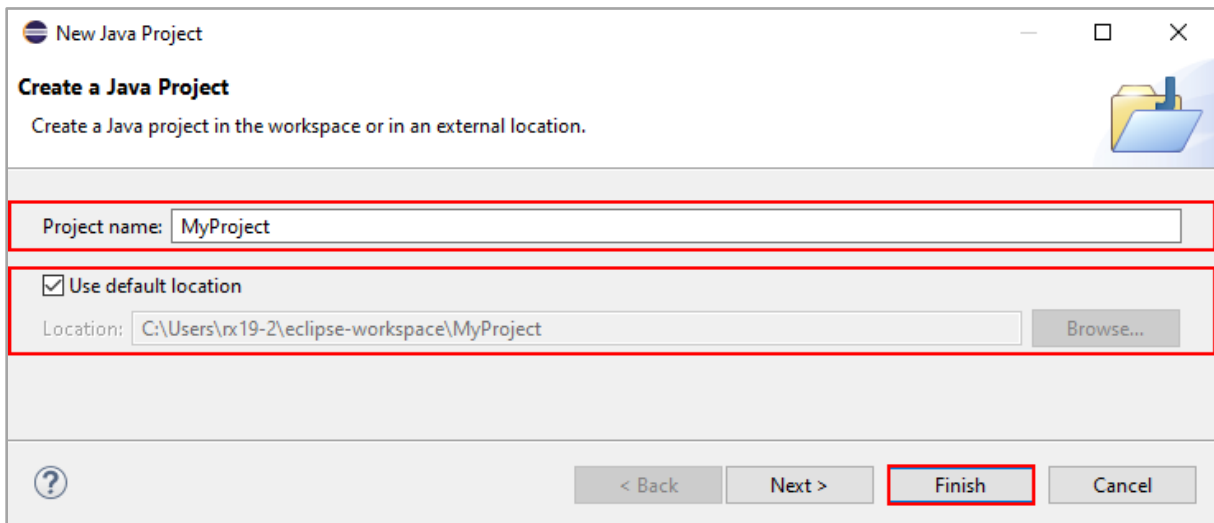 New Java Project
Create a Java Project
Create a Java project in the workspace or in an external location.
Project name: MyProject
Use default location
Location: C:\Users\rx19-2\eclipse-workspace\MyProject Browse...
? < Back Next > Finish Cancel